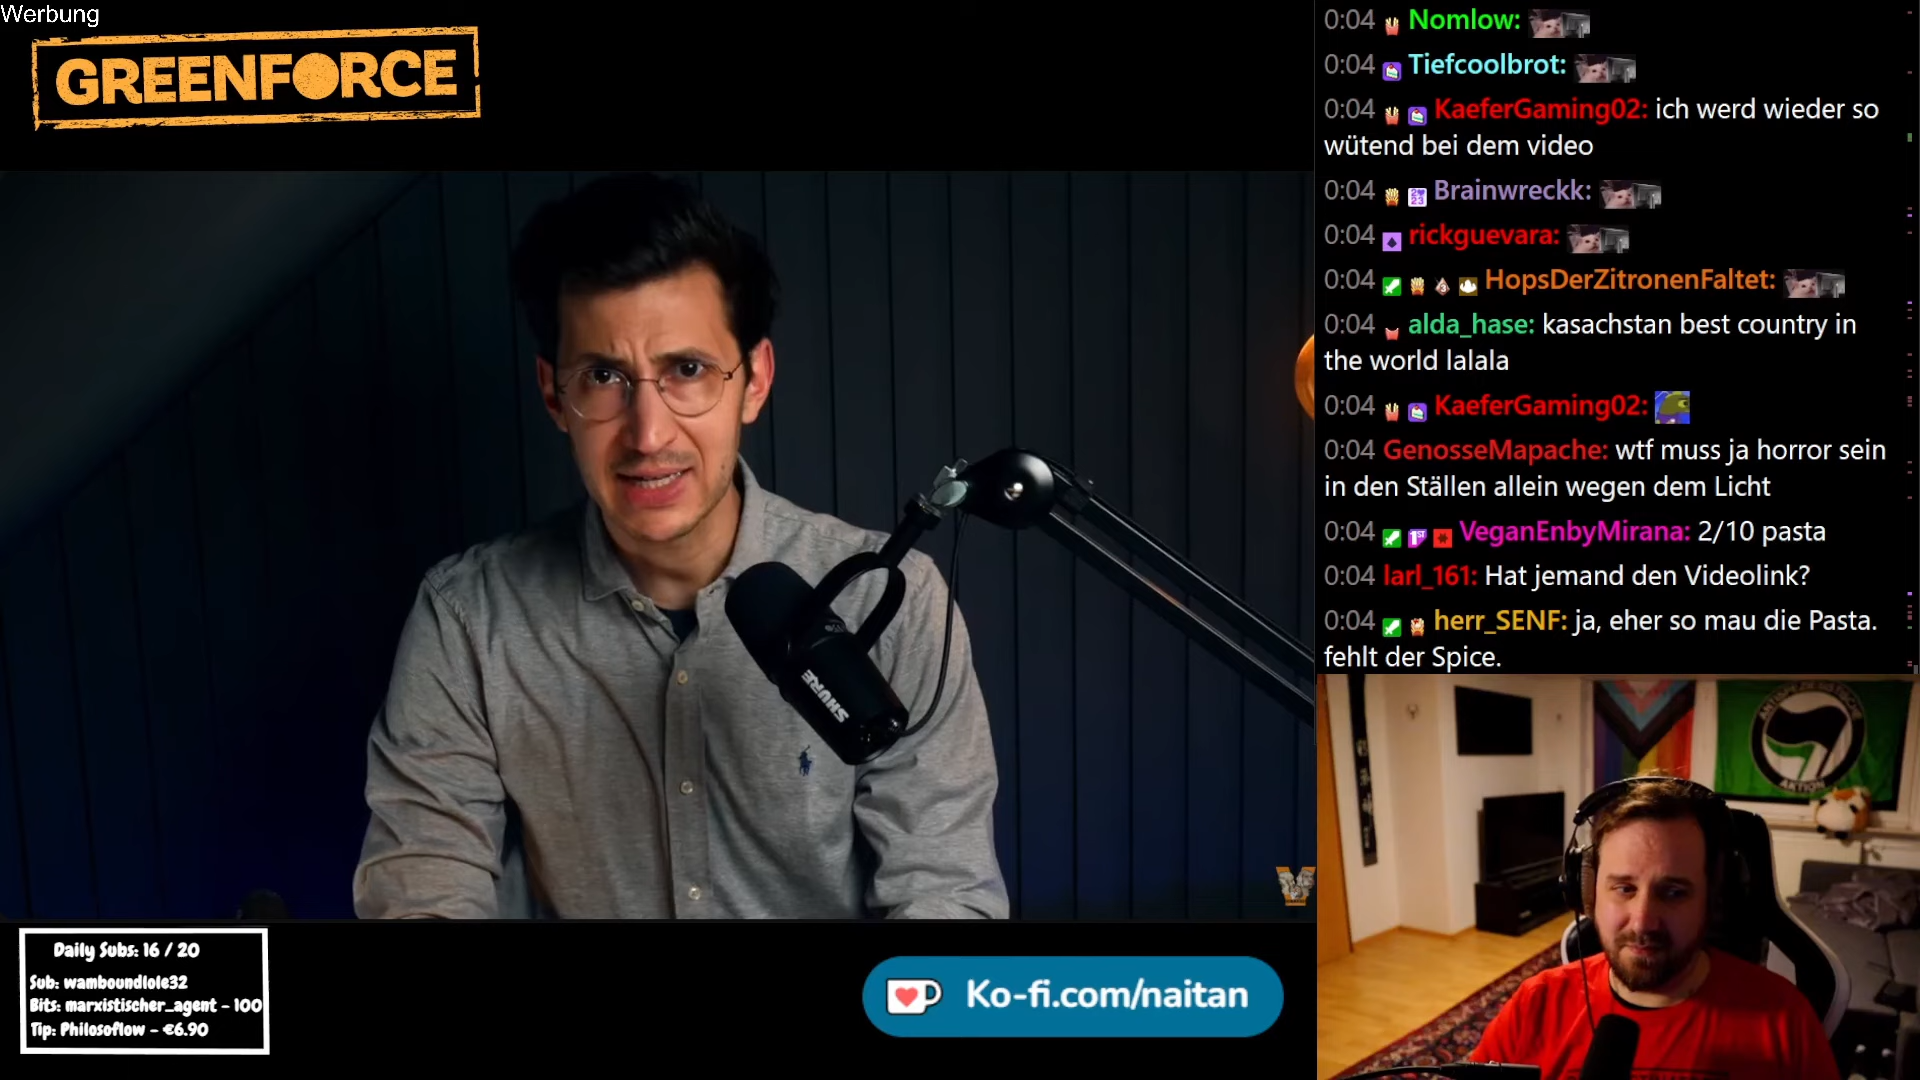 Werbung
GREENFORCE
SHURE
Daily Subs: 16 / 20
Sub: wamboundlole32
Bits: marxistischer_agent - 100
Tip: Philosoflow - €6.90
Ko-fi.com/naitan
0:04 Nomlow:
0:04 Tiefcoolbrot:
0:04 KaeferGaming02: ich werd wieder so
wütend bei dem video
0:04 Brainwreckk:
0:04 rickguevara:
0:04 HopsDerZitronenFaltet:
0:04 alda_hase: kasachstan best country in
the world lalala
0:04 KaeferGaming02:
0:04 GenosseMapache: wtf muss ja horror sein
in den Ställen allein wegen dem Licht
0:04 VeganEnbyMirana: 2/10 pasta
0:04 larl_161: Hat jemand den Videolink?
0:04 herr_SENF: ja, eher so mau die Pasta.
fehlt der Spice.
AKTION